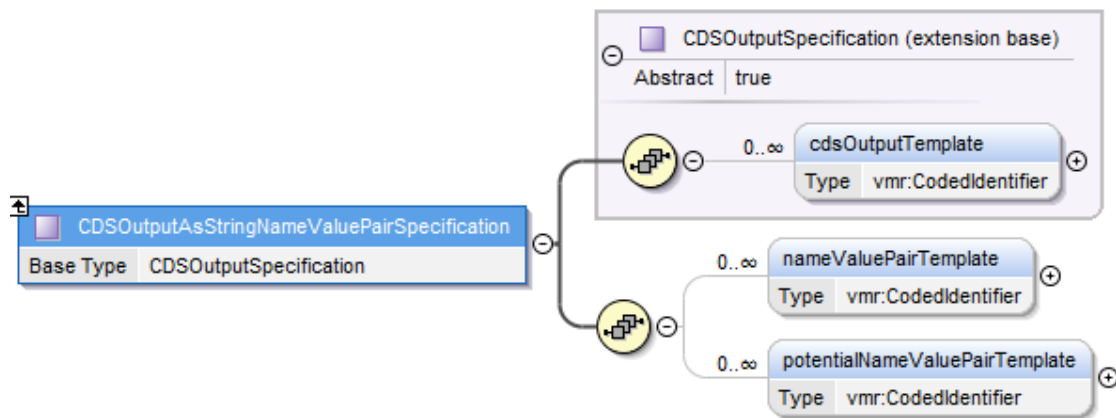 CDSOutputSpecification (extension base)
Abstract true
0..∞ cdsOutputTemplate
Type vmr:CodedIdentifier
CDSOutputAsStringNameValuePairSpecification
Base Type CDSOutputSpecification
0..∞ nameValuePairTemplate
Type vmr:CodedIdentifier
0..∞ potentialNameValuePairTemplate
Type vmr:CodedIdentifier